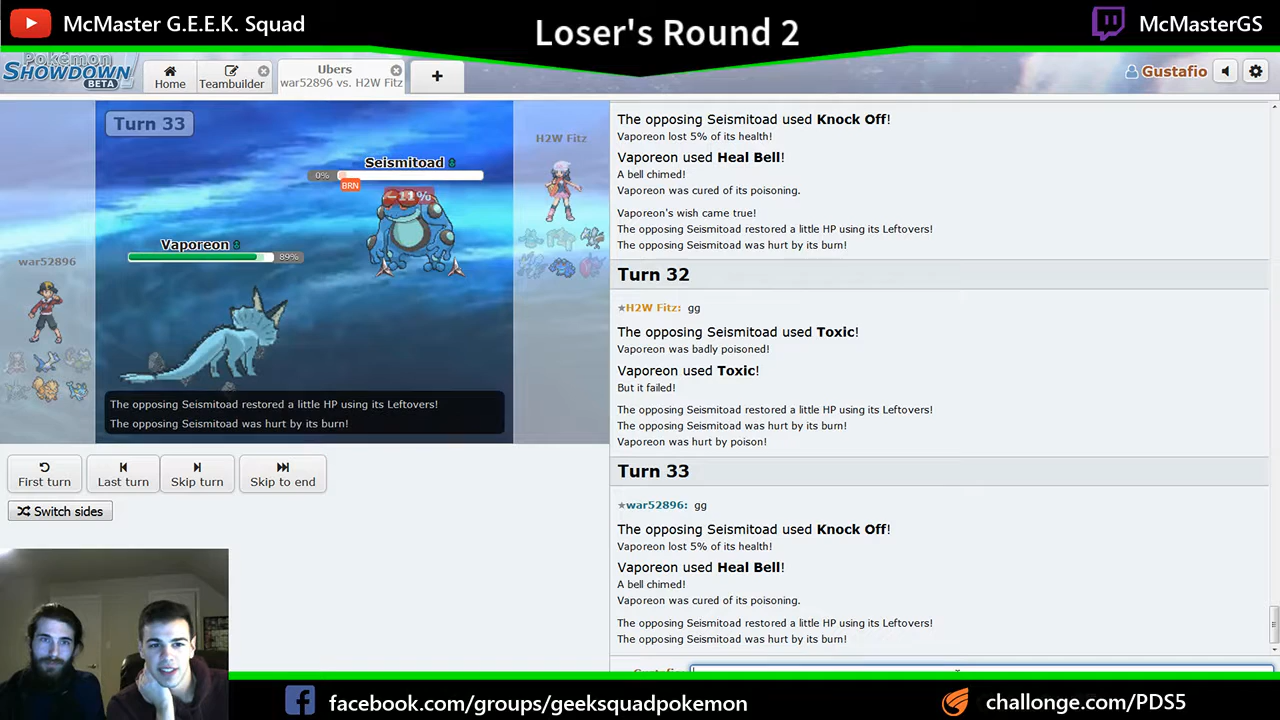 McMaster G.E.E.K. Squad
Loser's Round 2
McMasterGS
Pokémon
SHOWDOWN
BETA
Home
Teambuilder
Ubers
war52896 vs. H2W Fitz
+
Gustafio
Turn 33
H2W Fitz
Seismitoad
0%
BRN
-11%
Vaporeon
89%
war52896
The opposing Seismitoad restored a little HP using its Leftovers!
The opposing Seismitoad was hurt by its burn!
First turn
Last turn
Skip turn
Skip to end
Switch sides
The opposing Seismitoad used Knock Off!
Vaporeon lost 5% of its health!
Vaporeon used Heal Bell!
A bell chimed!
Vaporeon was cured of its poisoning.
Vaporeon's wish came true!
The opposing Seismitoad restored a little HP using its Leftovers!
The opposing Seismitoad was hurt by its burn!
Turn 32
★H2W Fitz: gg
The opposing Seismitoad used Toxic!
Vaporeon was badly poisoned!
Vaporeon used Toxic!
But it failed!
The opposing Seismitoad restored a little HP using its Leftovers!
The opposing Seismitoad was hurt by its burn!
Vaporeon was hurt by poison!
Turn 33
★war52896: gg
The opposing Seismitoad used Knock Off!
Vaporeon lost 5% of its health!
Vaporeon used Heal Bell!
A bell chimed!
Vaporeon was cured of its poisoning.
The opposing Seismitoad restored a little HP using its Leftovers!
The opposing Seismitoad was hurt by its burn!
facebook.com/groups/geeksquadpokemon
challonge.com/PDS5